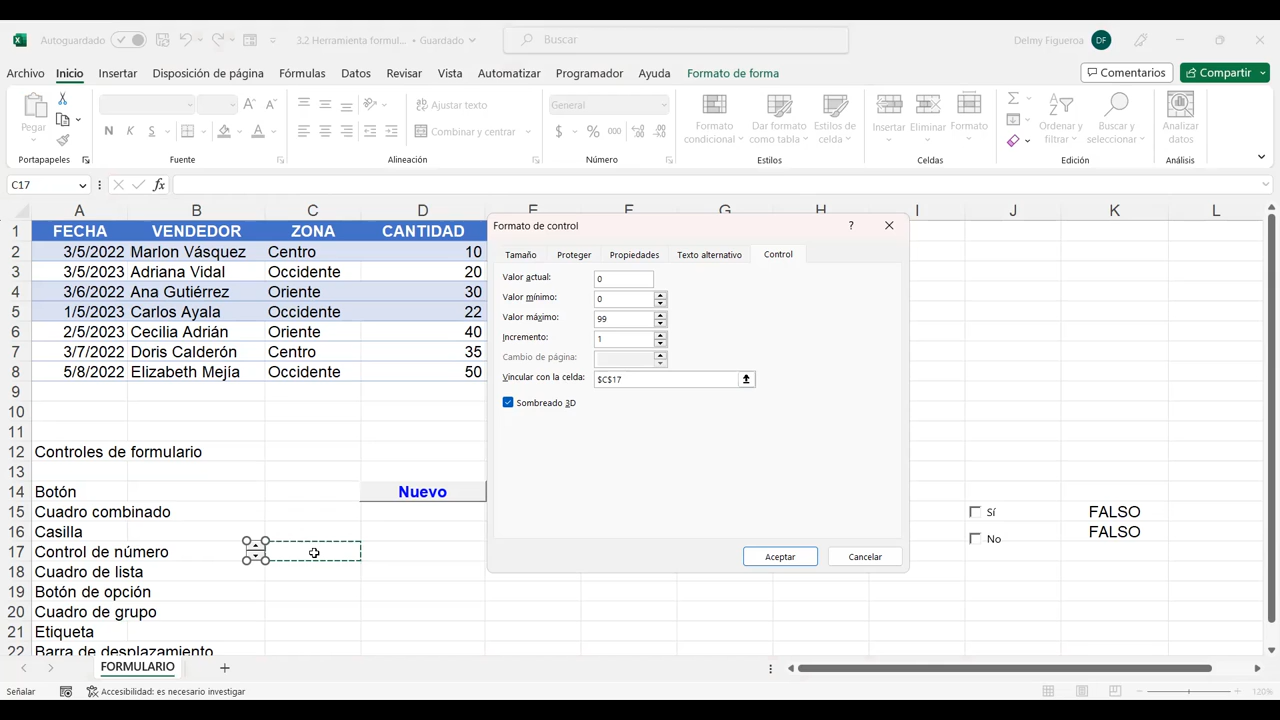 Autoguardado
3.2 Herramienta formul... • Guardado
Buscar
Delmy Figueroa
DF
Archivo Inicio Insertar Disposición de página Fórmulas Datos Revisar Vista Automatizar Programador Ayuda Formato de forma
Comentarios
Compartir
Pegar
N K S
Ajustar texto
Combinar y centrar
General
$ % 000
Formato condicional
Dar formato como tabla
Estilos de celda
Insertar Eliminar Formato
Ordenar y filtrar
Buscar y seleccionar
Analizar datos
Portapapeles Fuente Alineación Número Estilos Celdas Edición Análisis
C17
fx
A B C D E F G H I J K L
1 FECHA VENDEDOR ZONA CANTIDAD
2 3/5/2022 Marlon Vásquez Centro 10
3 3/5/2023 Adriana Vidal Occidente 20
4 3/6/2022 Ana Gutiérrez Oriente 30
5 1/5/2023 Carlos Ayala Occidente 22
6 2/5/2023 Cecilia Adrián Oriente 40
7 3/7/2022 Doris Calderón Centro 35
8 5/8/2022 Elizabeth Mejía Occidente 50
9
10
11
12 Controles de formulario
13
14 Botón Nuevo
15 Cuadro combinado Sí FALSO
16 Casilla No FALSO
17 Control de número
18 Cuadro de lista
19 Botón de opción
20 Cuadro de grupo
21 Etiqueta
22 Barra de desplazamiento
Formato de control
?
Tamaño Proteger Propiedades Texto alternativo Control
Valor actual: 0
Valor mínimo: 0
Valor máximo: 99
Incremento: 1
Cambio de página:
Vincular con la celda: $C$17
Sombreado 3D
Aceptar Cancelar
FORMULARIO
Señalar
Accesibilidad: es necesario investigar
120%